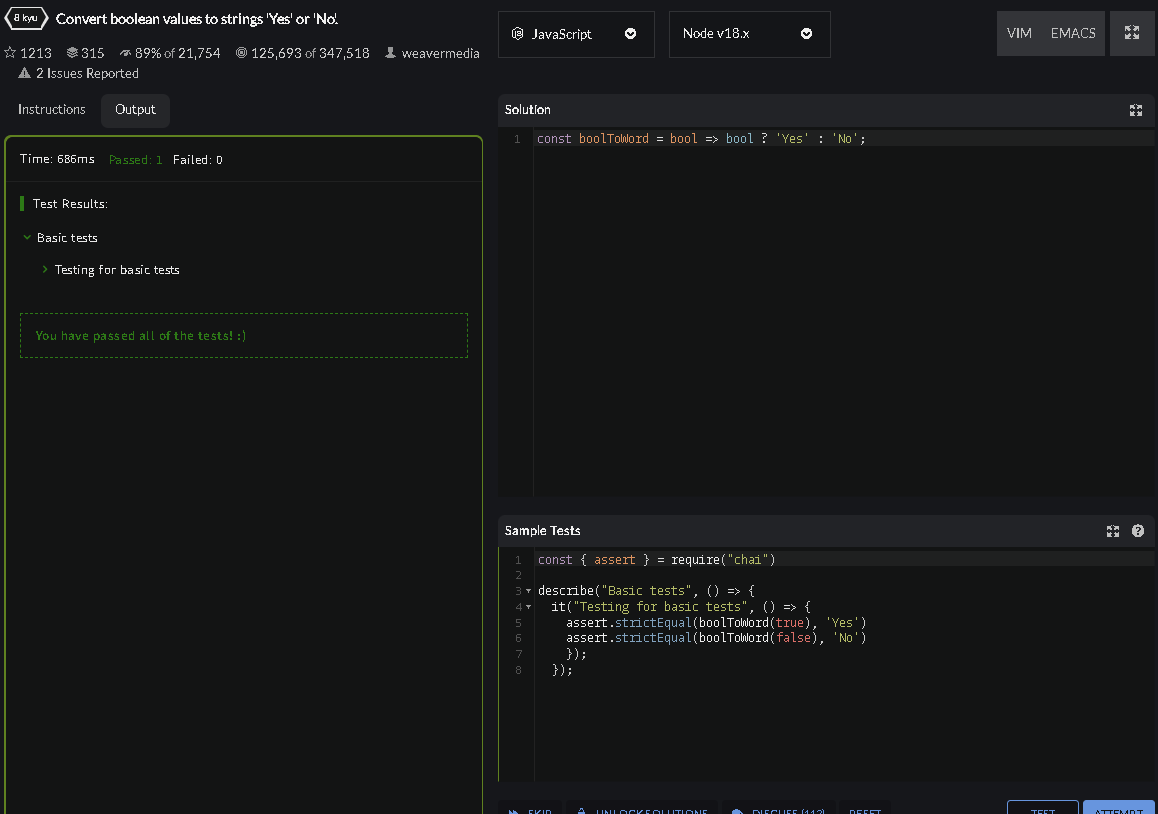 8 kyu Convert boolean values to strings 'Yes' or 'No'.
1213 315 89% of 21,754 125,693 of 347,518 weavermedia
2 Issues Reported
JavaScript
Node v18.x
VIM EMACS
Instructions Output
Time: 686ms Passed: 1 Failed: 0
Test Results:
Basic tests
Testing for basic tests
You have passed all of the tests! :)
Solution
1 const boolToWord = bool => bool ? 'Yes' : 'No';
Sample Tests
1 const { assert } = require("chai")
2
3 describe("Basic tests", () => {
4 it("Testing for basic tests", () => {
5 assert.strictEqual(boolToWord(true), 'Yes')
6 assert.strictEqual(boolToWord(false), 'No')
7 });
8 });
SKIP UNLOCK SOLUTIONS DISCUSS (112) RESET TEST ATTEMPT